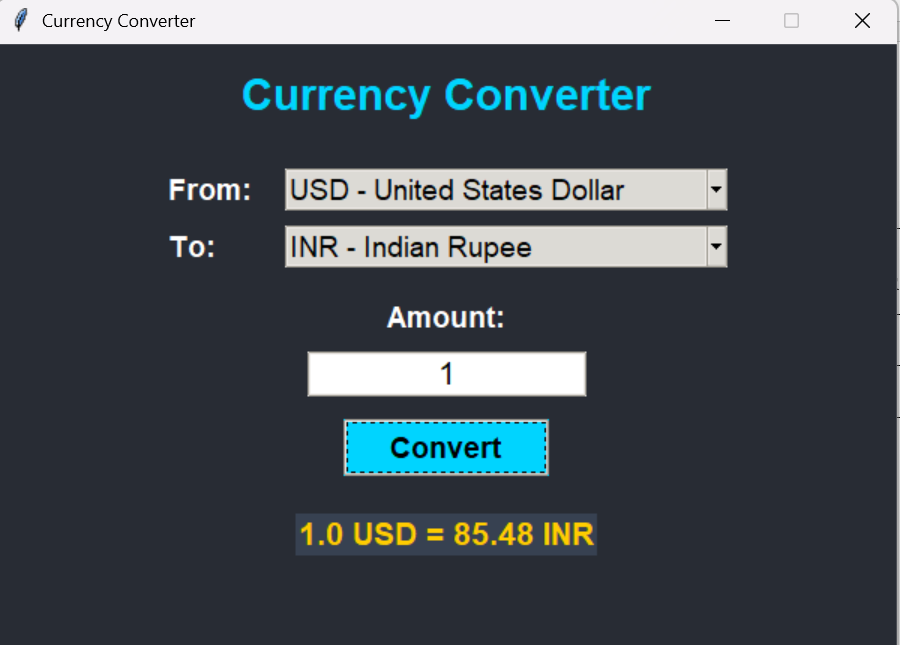 Currency Converter
Currency Converter
From: USD - United States Dollar
To: INR - Indian Rupee
Amount:
1
Convert
1.0 USD = 85.48 INR